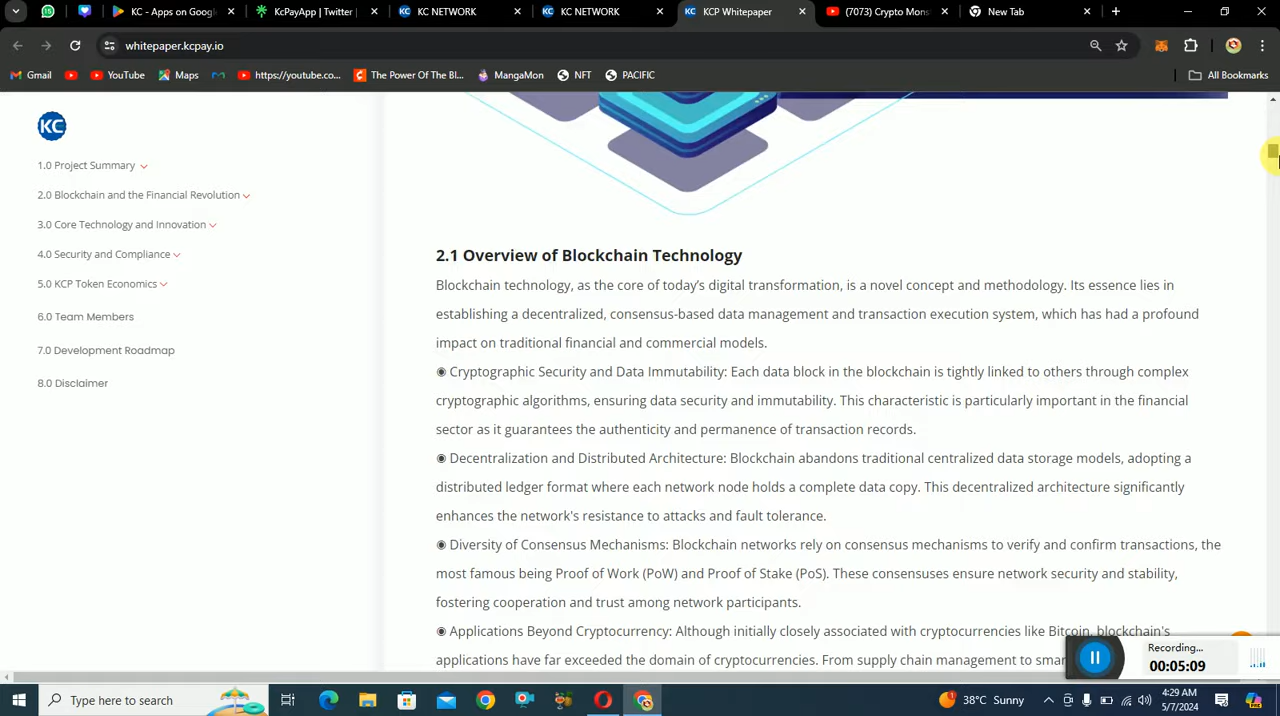 KC - Apps on Goog
KcPayApp | Twitter |
KC NETWORK
KC NETWORK
KCP Whitepaper
(7073) Crypto Mons
New Tab
whitepaper.kcpay.io
Gmail
YouTube
Maps
https://youtube.co...
The Power Of The Bl...
MangaMon
NFT
PACIFIC
All Bookmarks
KC
1.0 Project Summary
2.0 Blockchain and the Financial Revolution
3.0 Core Technology and Innovation
4.0 Security and Compliance
5.0 KCP Token Economics
6.0 Team Members
7.0 Development Roadmap
8.0 Disclaimer
2.1 Overview of Blockchain Technology
Blockchain technology, as the core of today's digital transformation, is a novel concept and methodology. Its essence lies in
establishing a decentralized, consensus-based data management and transaction execution system, which has had a profound
impact on traditional financial and commercial models.
◉ Cryptographic Security and Data Immutability: Each data block in the blockchain is tightly linked to others through complex
cryptographic algorithms, ensuring data security and immutability. This characteristic is particularly important in the financial
sector as it guarantees the authenticity and permanence of transaction records.
◉ Decentralization and Distributed Architecture: Blockchain abandons traditional centralized data storage models, adopting a
distributed ledger format where each network node holds a complete data copy. This decentralized architecture significantly
enhances the network's resistance to attacks and fault tolerance.
◉ Diversity of Consensus Mechanisms: Blockchain networks rely on consensus mechanisms to verify and confirm transactions, the
most famous being Proof of Work (PoW) and Proof of Stake (PoS). These consensuses ensure network security and stability,
fostering cooperation and trust among network participants.
◉ Applications Beyond Cryptocurrency: Although initially closely associated with cryptocurrencies like Bitcoin, blockchain's
applications have far exceeded the domain of cryptocurrencies. From supply chain management to smar
Recording...
00:05:09
Type here to search
38°C Sunny
4:29 AM
5/7/2024